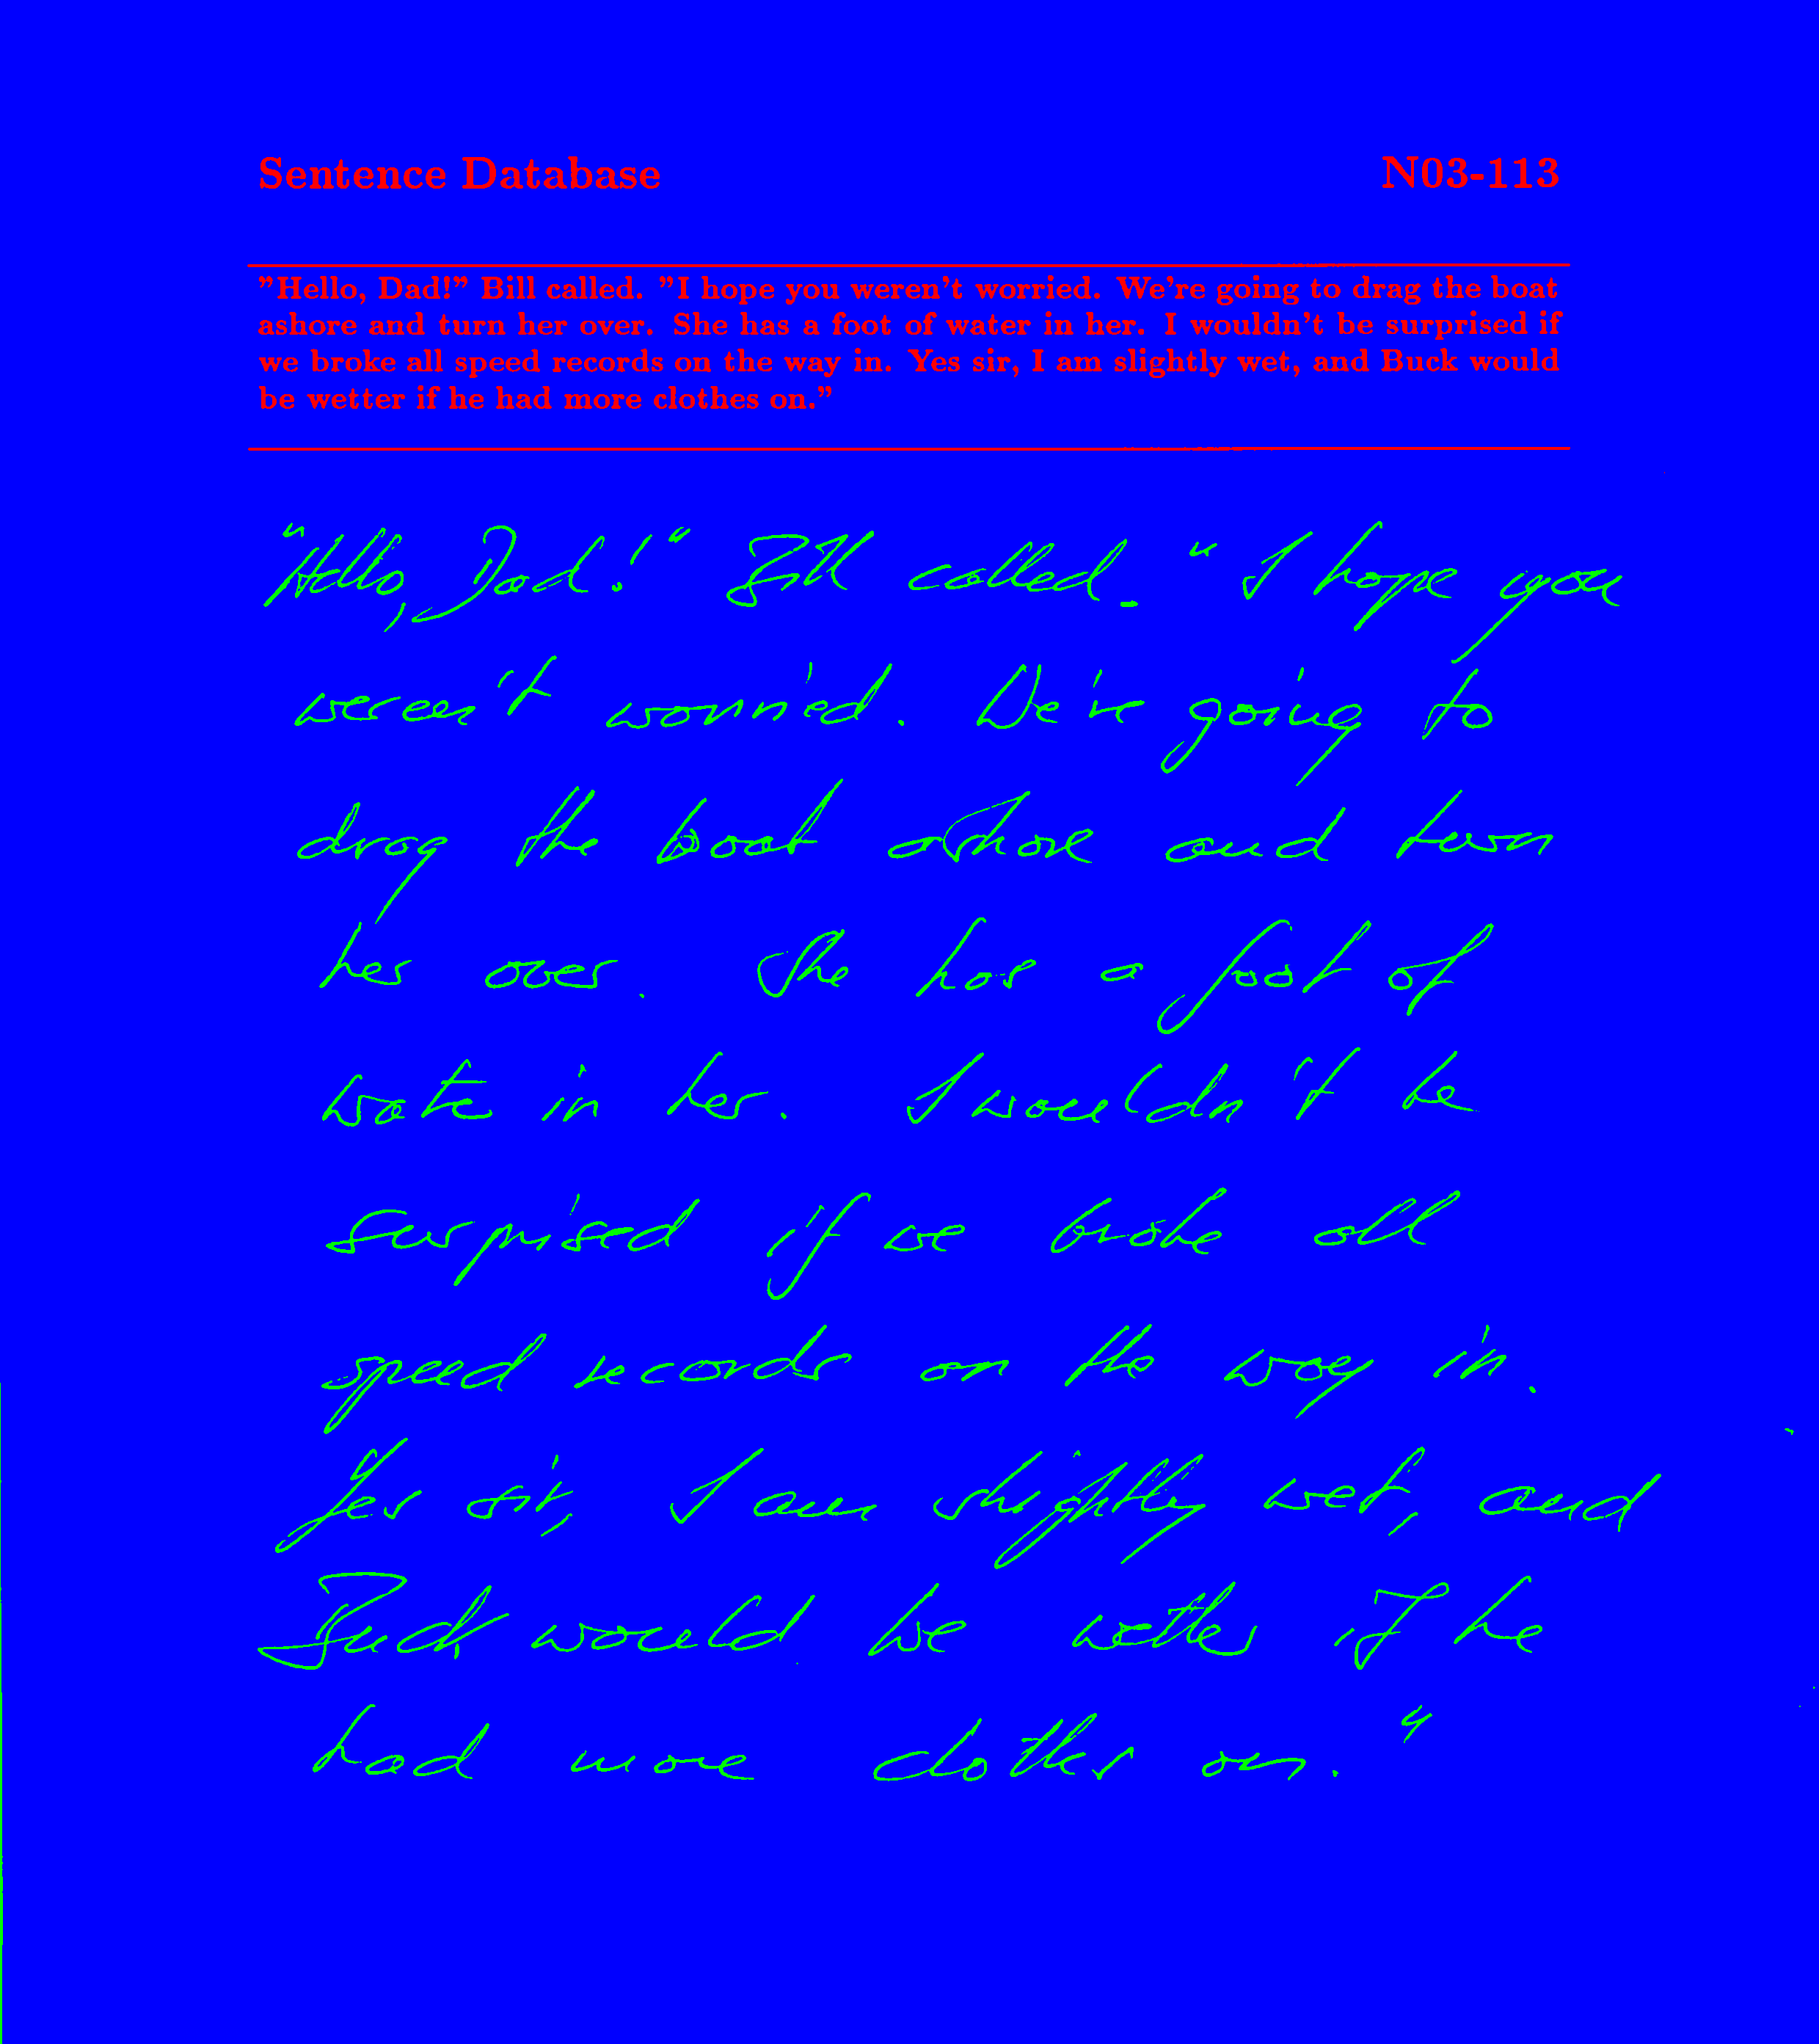 Sentence Database N03-113
"Hello, Dad!" Bill called. "I hope you weren't worried. We're going to drag the boat
ashore and turn her over. She has a foot of water in her. I wouldn't be surprised if
we broke all speed records on the way in. Yes sir, I am slightly wet, and Buck would
be wetter if he had more clothes on."
"Hello, Dad!" Bill called. "I hope you
weren't worried. We're going to
drag the boat ashore and turn
her over. She has a foot of
water in her. I wouldn't be
surprised if we broke all
speed records on the way in.
Yes sir, I am slightly wet, and
Buck would be wetter if he
had more clothes on."